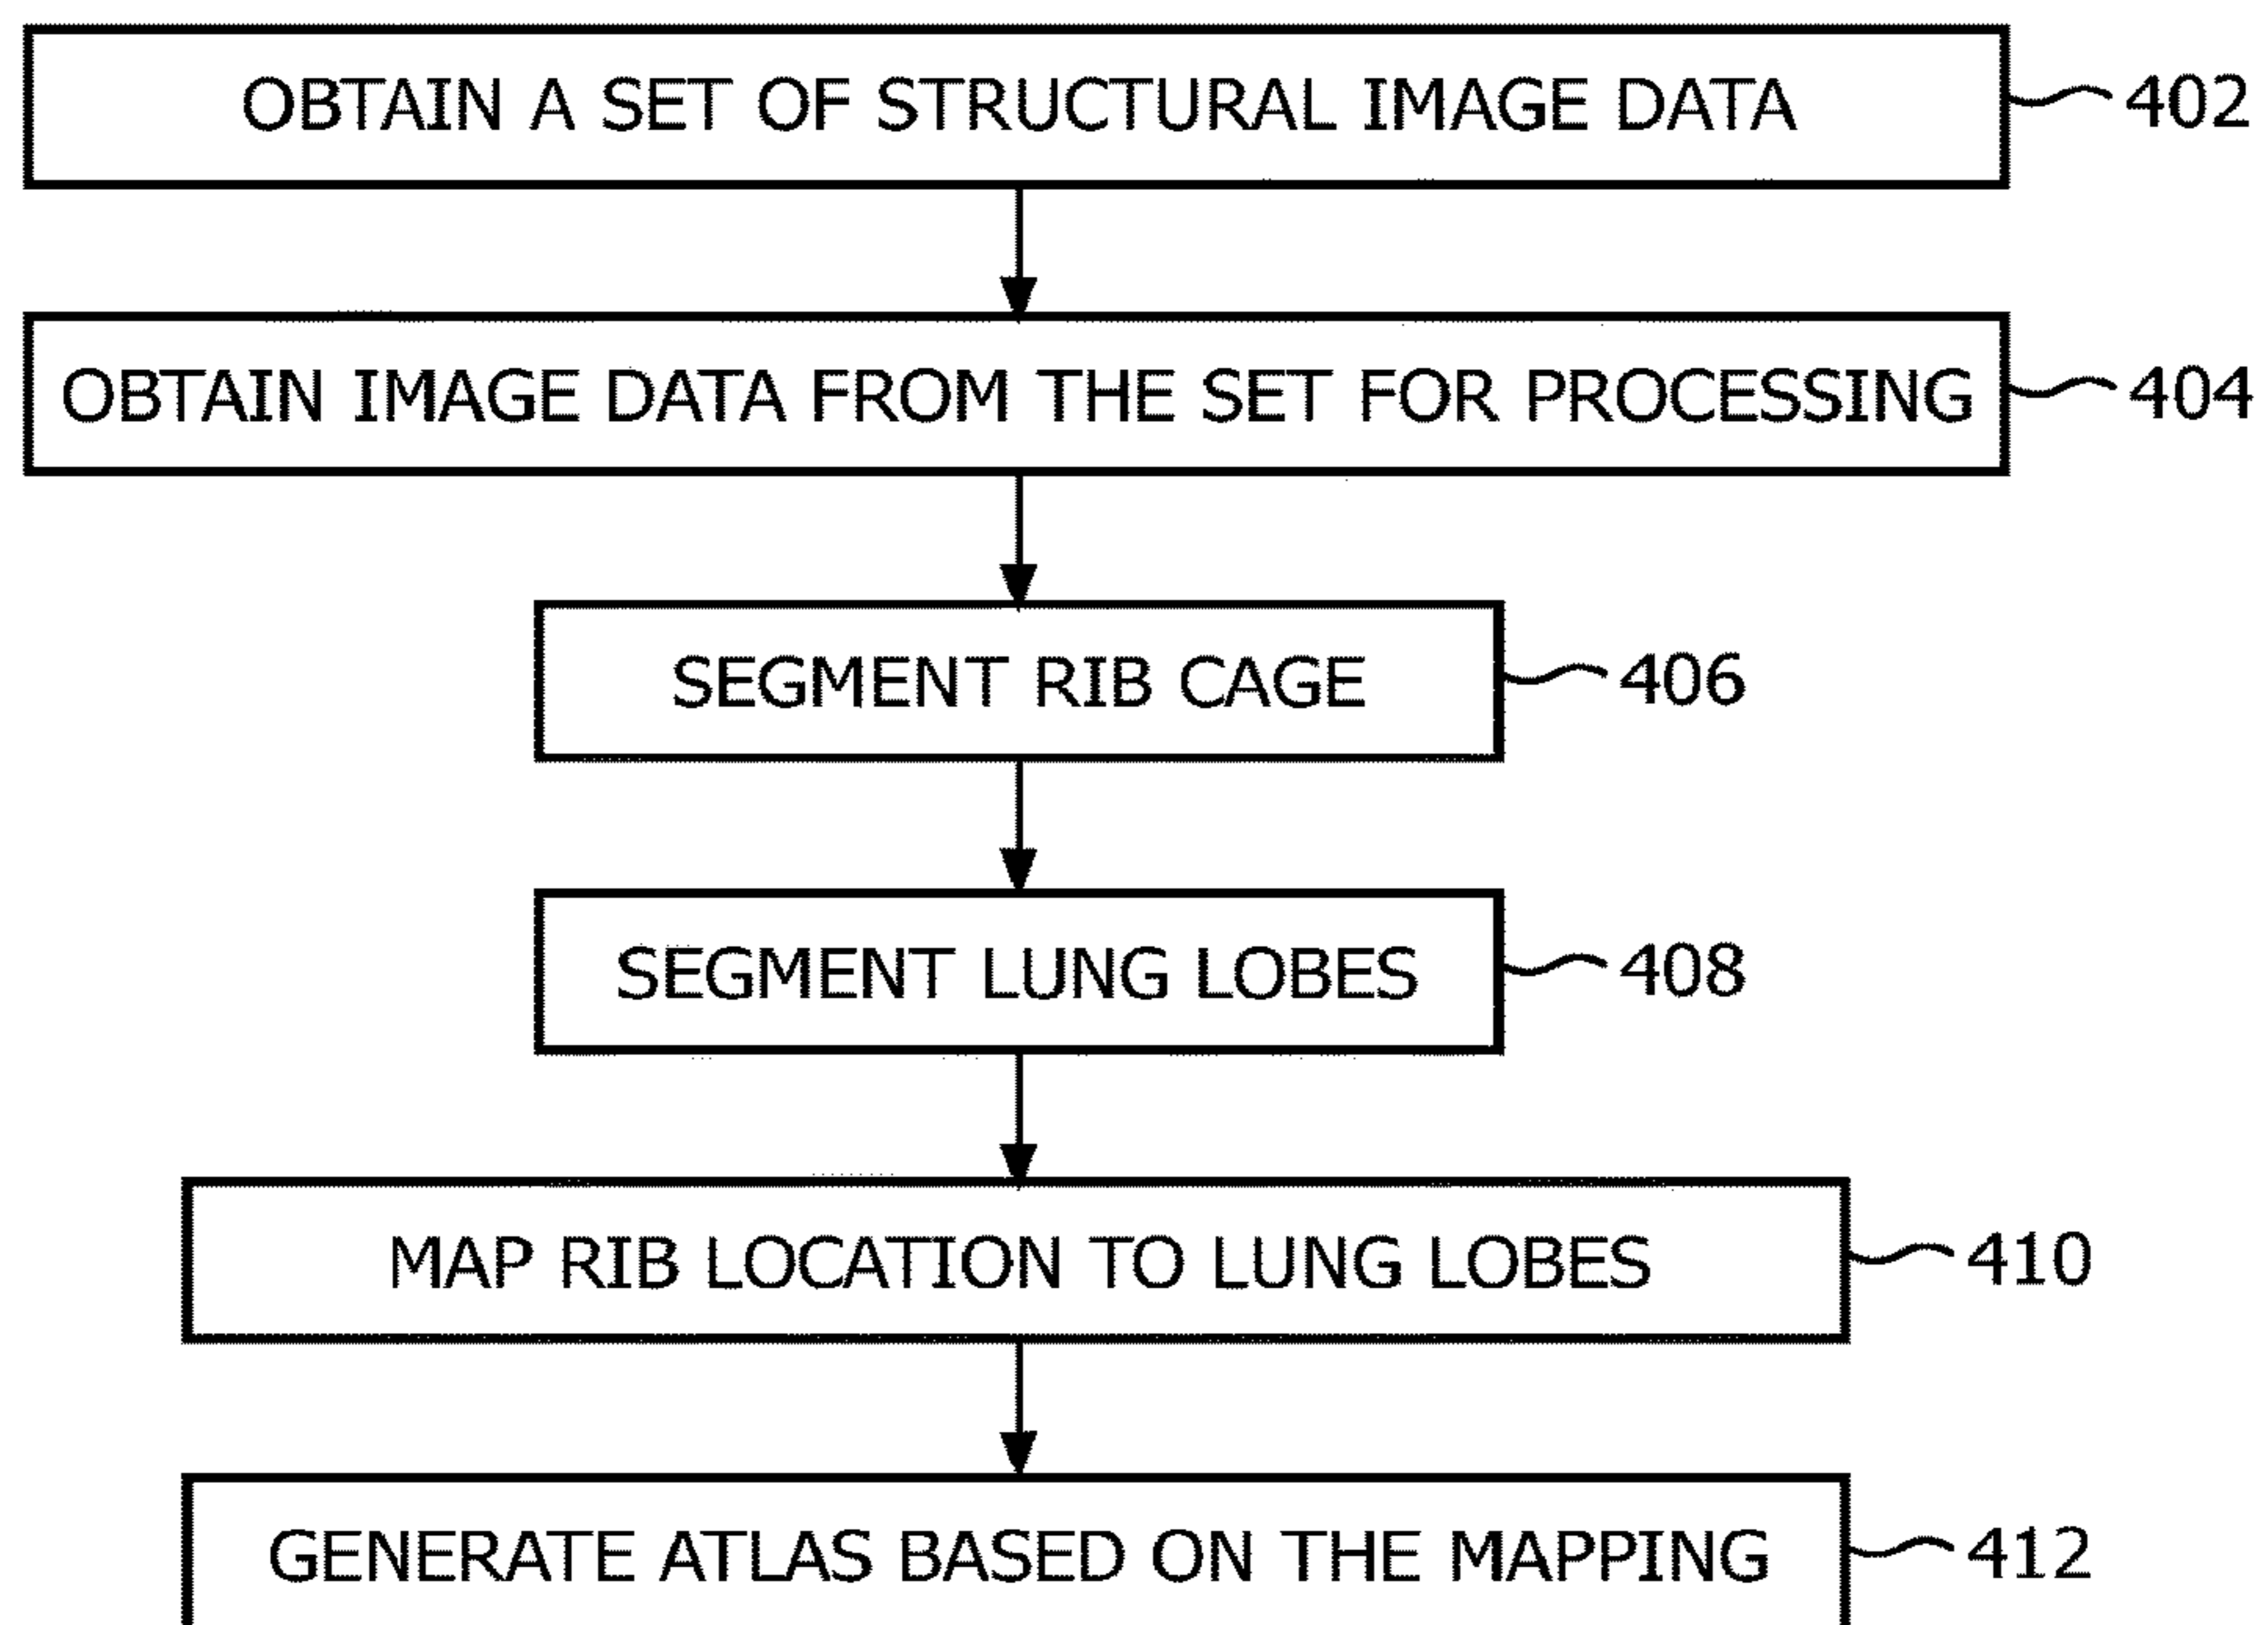 OBTAIN A SET OF STRUCTURAL IMAGE DATA 402
OBTAIN IMAGE DATA FROM THE SET FOR PROCESSING 404
SEGMENT RIB CAGE 406
SEGMENT LUNG LOBES 408
MAP RIB LOCATION TO LUNG LOBES 410
GENERATE ATLAS BASED ON THE MAPPING 412